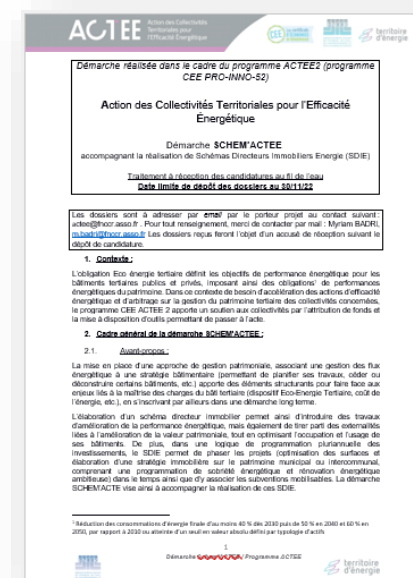 ACTEE
Action des Collectivités
Territoriales pour
l'Efficacité Énergétique
territoire
d'énergie
Démarche réalisée dans le cadre du programme ACTEE2 (programme
CEE PRO-INNO-52)
Action des Collectivités Territoriales pour l'Efficacité
Énergétique
Démarche SCHEM'ACTEE
accompagnant la réalisation de Schémas Directeurs Immobiliers Energie (SDIE)
Traitement à réception des candidatures au fil de l'eau
Date limite de dépôt des dossiers au 30/11/22
Les dossiers sont à adresser par email par le porteur projet au contact suivant :
actee@fnccr.asso.fr . Pour tout renseignement, merci de contacter par mail : Myriam BADRI,
m.badri@fnccr.asso.fr Les dossiers reçus feront l'objet d'un accusé de réception suivant le
dépôt de candidature.
1. Contexte :
L'obligation Eco énergie tertiaire définit les objectifs de performance énergétique pour les
bâtiments tertiaires publics et privés, imposant ainsi des obligations¹ de performances
énergétiques du patrimoine. Dans ce contexte de besoin d'accélération des actions d'efficacité
énergétique et d'arbitrage sur la gestion du patrimoine tertiaire des collectivités concernées,
le programme CEE ACTEE 2 apporte un soutien aux collectivités par l'attribution de fonds et
la mise à disposition d'outils permettant de passer à l'acte.
2. Cadre général de la démarche SCHEM'ACTEE :
2.1. Avant-propos :
La mise en place d'une approche de gestion patrimoniale, associant une gestion des flux
énergétique à une stratégie bâtimentaire (permettant de planifier ses travaux, céder ou
déconstruire certains bâtiments, etc.) apporte des éléments structurants pour faire face aux
enjeux liés à la maîtrise des charges du bâti tertiaire (dispositif Eco-Energie Tertiaire, coût de
l'énergie, etc.), en s'inscrivant par ailleurs dans une démarche long terme.
L'élaboration d'un schéma directeur immobilier permet ainsi d'introduire des travaux
d'amélioration de la performance énergétique, mais également de tirer parti des externalités
liées à l'amélioration de la valeur patrimoniale, tout en optimisant l'occupation et l'usage de
ses bâtiments. De plus, dans une logique de programmation pluriannuelle des
investissements, le SDIE permet de phaser les projets (optimisation des surfaces et
élaboration d'une stratégie immobilière sur le patrimoine municipal ou intercommunal,
comprenant une programmation de sobriété énergétique et rénovation énergétique
ambitieuse) dans le temps ainsi que d'y associer les subventions mobilisables. La démarche
SCHEM'ACTE vise ainsi à accompagner la réalisation de ces SDIE.
¹ Réduction des consommations d'énergie finale d'au moins 40 % dès 2030 puis de 50 % en 2040 et 60 % en
2050, par rapport à 2010 ou atteinte d'un seuil en valeur absolu défini par typologie d'actifs
1
Démarche SCHEM'ACTEE / Programme ACTEE
territoire
d'énergie